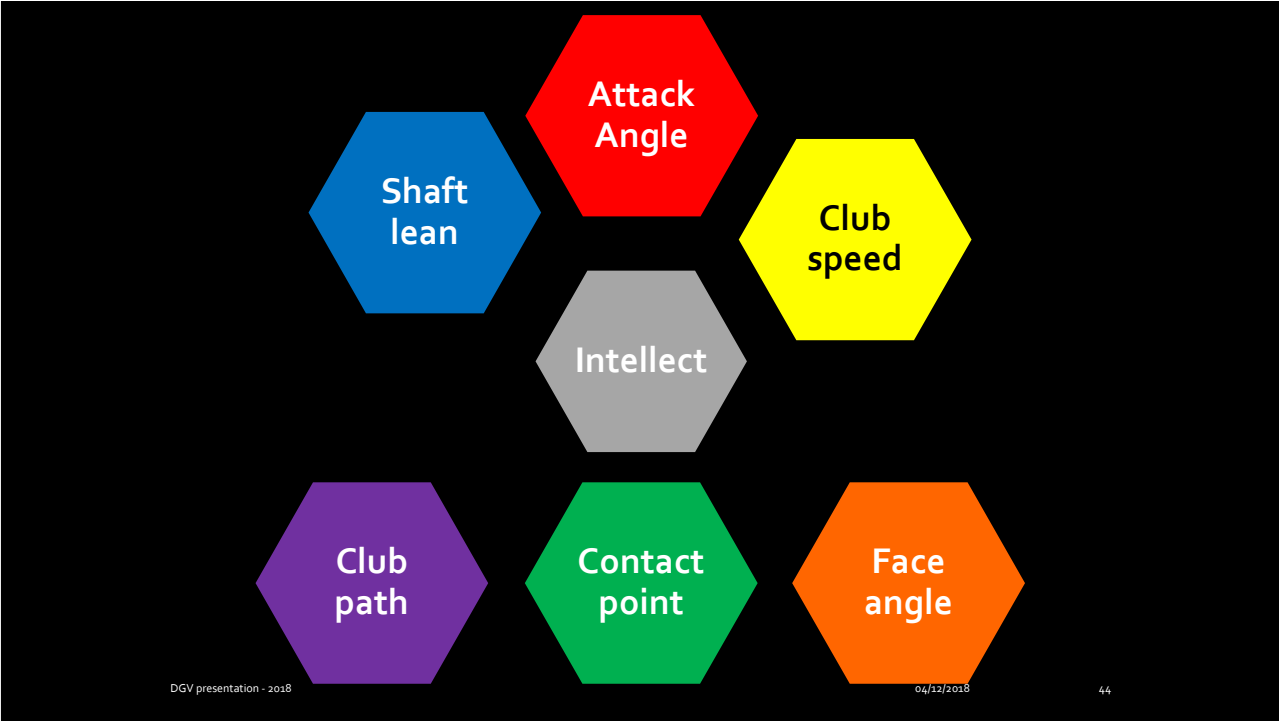 Attack
Angle
Shaft
lean
Club
speed
Intellect
Club
path
Contact
point
Face
angle
DGV presentation - 2018
04/12/2018
44